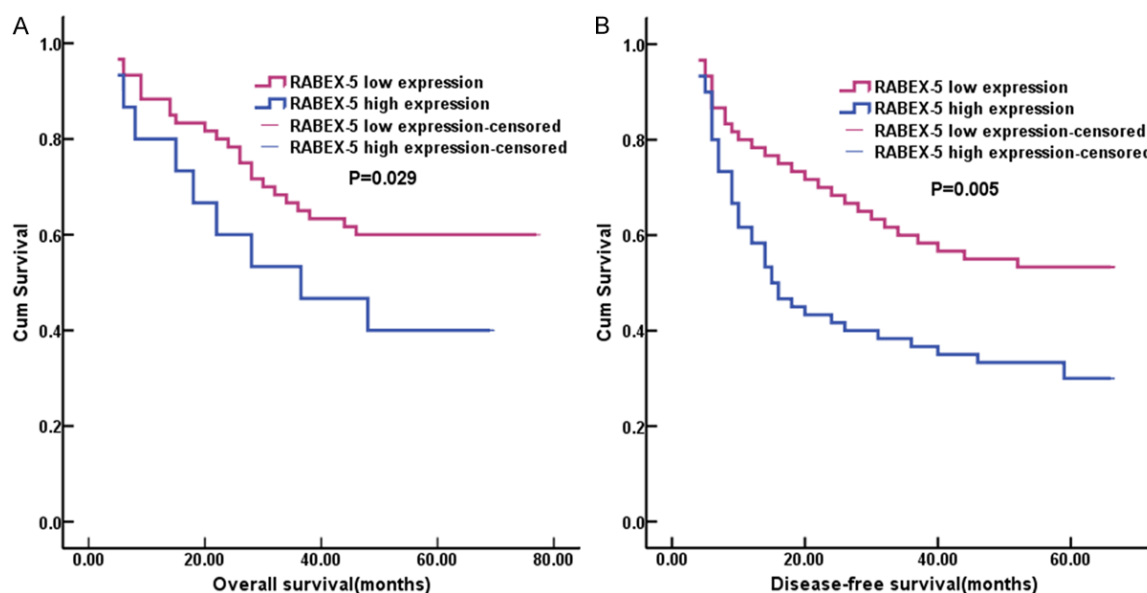 A
Cum Survival
1.0
0.8
0.6
0.4
0.2
0.0
RABEX-5 low expression
RABEX-5 high expression
RABEX-5 low expression-censored
RABEX-5 high expression-censored
P=0.029
0.00 20.00 40.00 60.00 80.00
Overall survival(months)
B
Cum Survival
1.0
0.8
0.6
0.4
0.2
0.0
RABEX-5 low expression
RABEX-5 high expression
RABEX-5 low expression-censored
RABEX-5 high expression-censored
P=0.005
0.00 20.00 40.00 60.00
Disease-free survival(months)